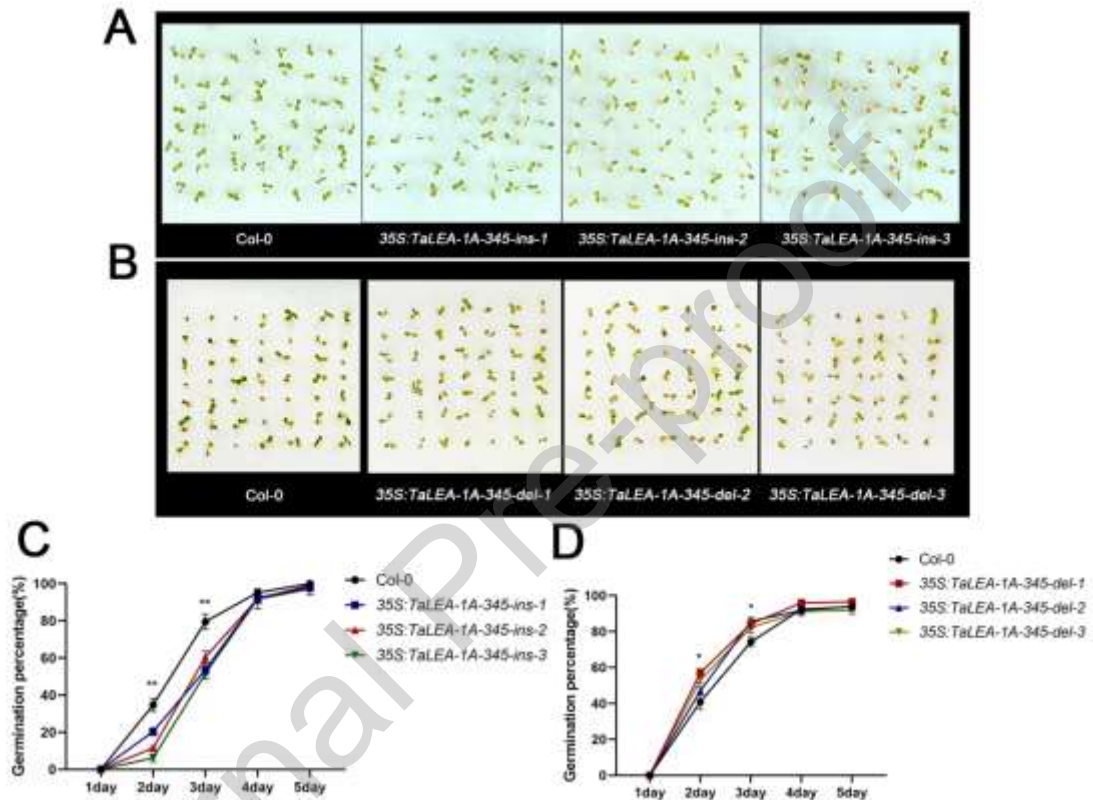 A
Col-0 35S:TaLEA-1A-345-ins-1 35S:TaLEA-1A-345-ins-2 35S:TaLEA-1A-345-ins-3
B
Col-0 35S:TaLEA-1A-345-del-1 35S:TaLEA-1A-345-del-2 35S:TaLEA-1A-345-del-3
C
Germination percentage(%)
100
80
60
40
20
0
** **
1day 2day 3day 4day 5day
Col-0
35S:TaLEA-1A-345-ins-1
35S:TaLEA-1A-345-ins-2
35S:TaLEA-1A-345-ins-3
D
Germination percentage(%)
100
80
60
40
20
0
* *
1day 2day 3day 4day 5day
Col-0
35S:TaLEA-1A-345-del-1
35S:TaLEA-1A-345-del-2
35S:TaLEA-1A-345-del-3
nal Pre-proof